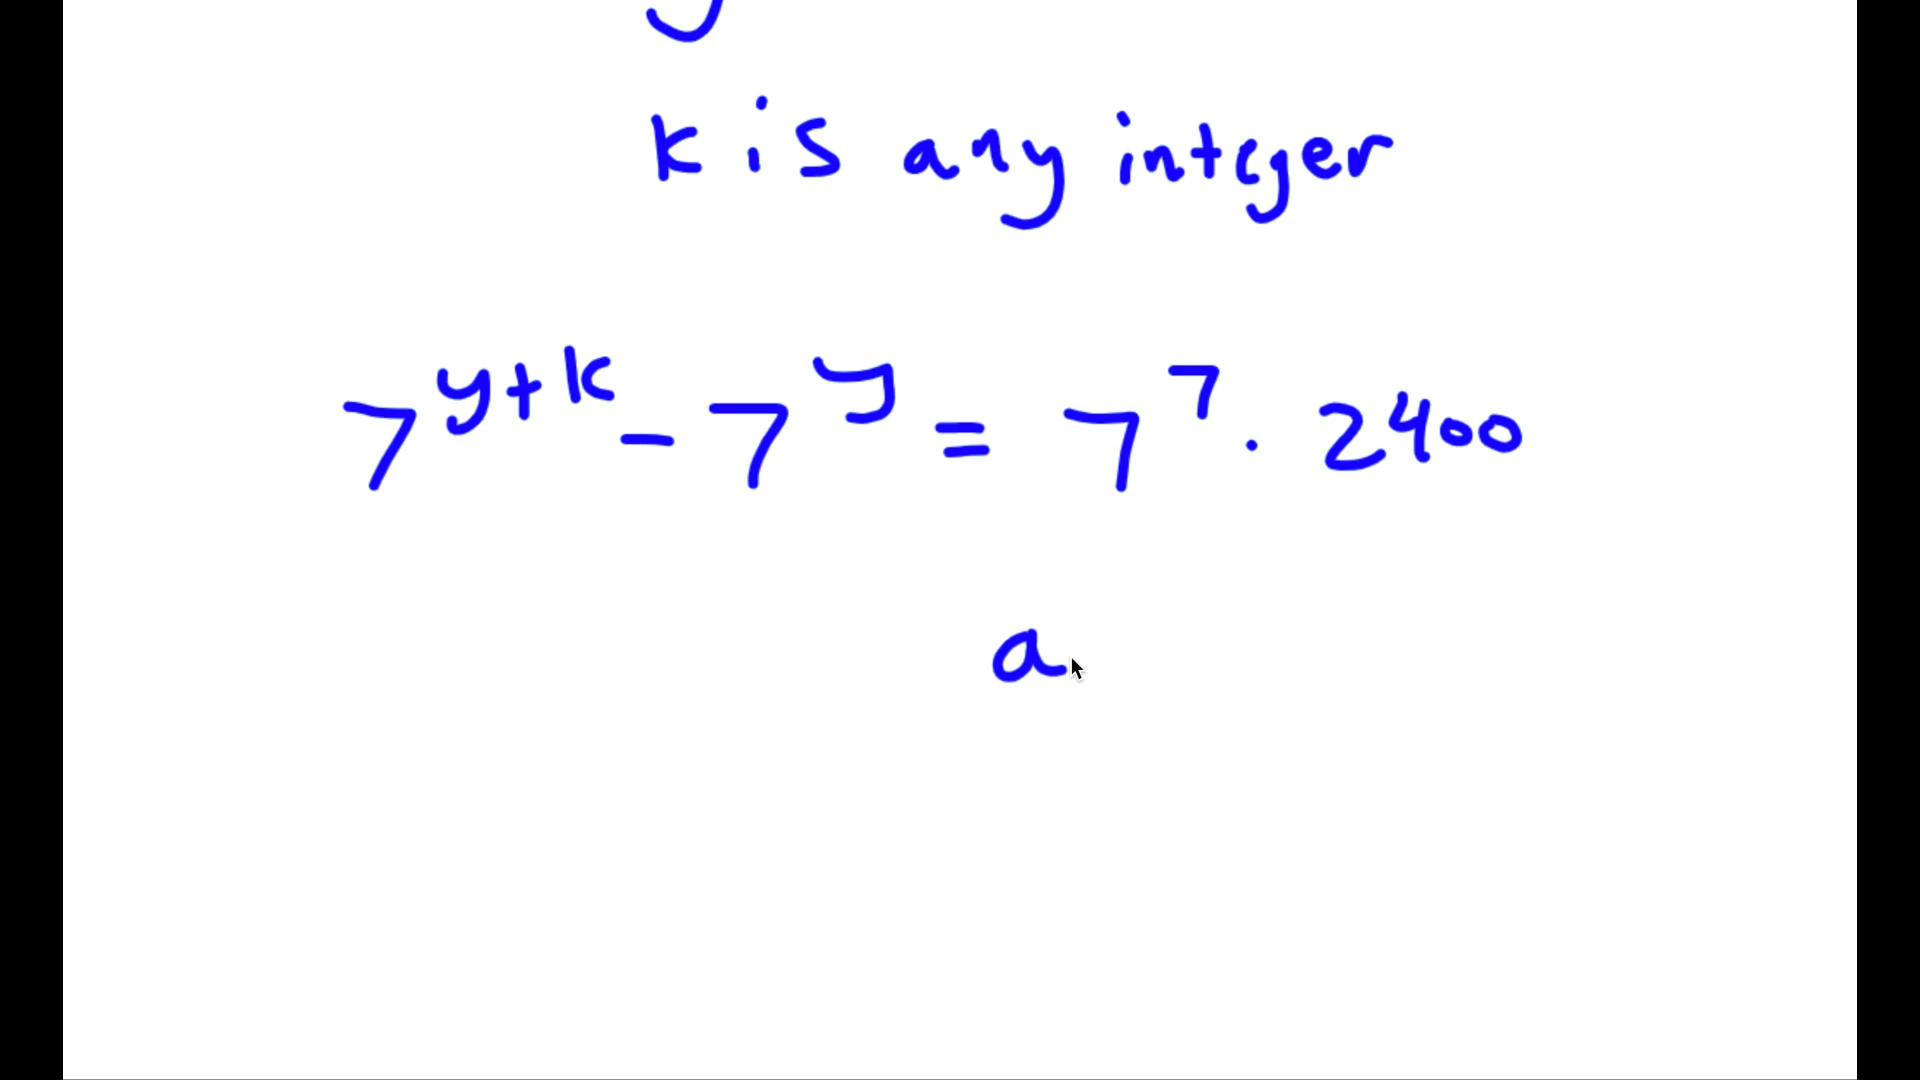 k is any integer
7^{y+k} - 7^y = 7^7 · 2400
a